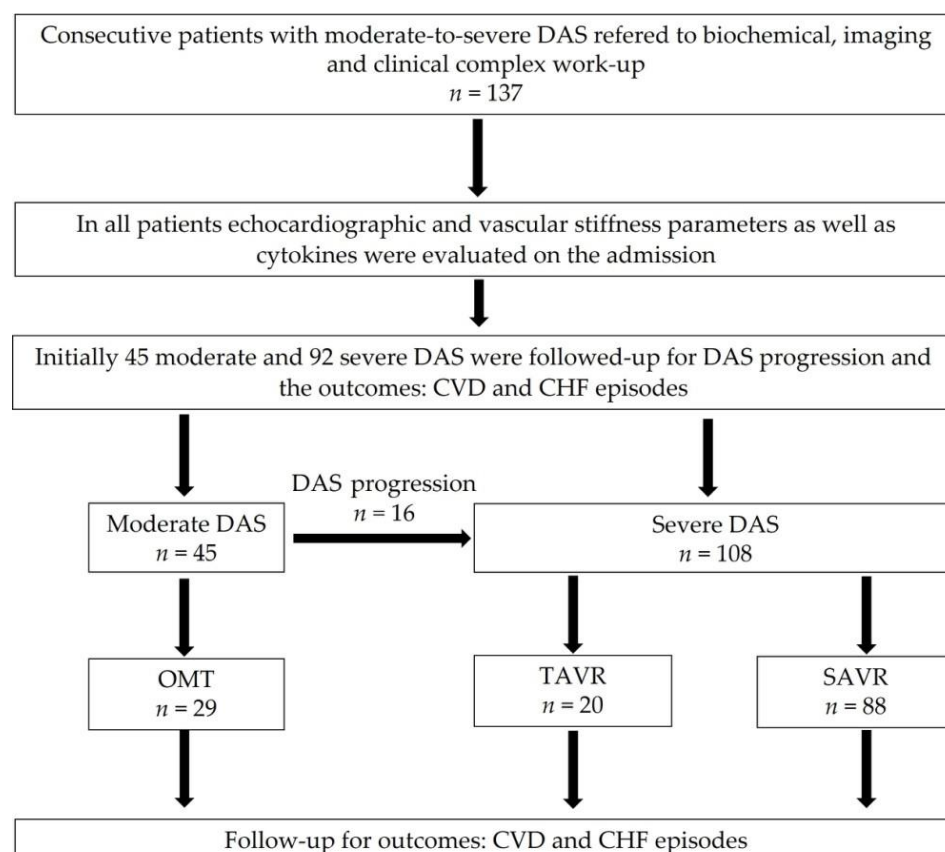 Consecutive patients with moderate-to-severe DAS refered to biochemical, imaging
and clinical complex work-up
n = 137
In all patients echocardiographic and vascular stiffness parameters as well as
cytokines were evaluated on the admission
Initially 45 moderate and 92 severe DAS were followed-up for DAS progression and
the outcomes: CVD and CHF episodes
DAS progression
n = 16
Moderate DAS
n = 45
Severe DAS
n = 108
OMT
n = 29
TAVR
n = 20
SAVR
n = 88
Follow-up for outcomes: CVD and CHF episodes